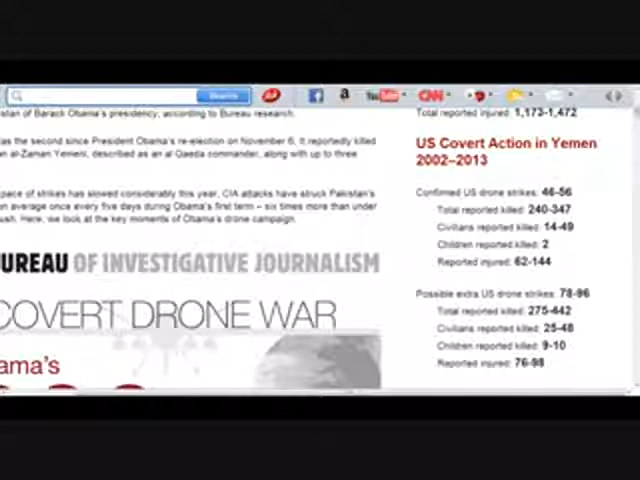 Search
You Tube
CNN
stan of Barack Obama's presidency, according to Bureau research.
as the second since President Obama's re-election on November 6. It reportedly killed
n al-Zaman Yemeni, described as an al Qaeda commander, along with up to three
pace of strikes has slowed considerably this year, CIA attacks have struck Pakistan's
n average once every five days during Obama's first term – six times more than under
ush. Here, we look at the key moments of Obama's drone campaign.
UREAU OF INVESTIGATIVE JOURNALISM
COVERT DRONE WAR
ama's
Total reported injured: 1,173-1,472
US Covert Action in Yemen
2002–2013
Confirmed US drone strikes: 46-56
Total reported killed: 240-347
Civilians reported killed: 14-49
Children reported killed: 2
Reported injured: 62-144
Possible extra US drone strikes: 78-96
Total reported killed: 275-442
Civilians reported killed: 25-48
Children reported killed: 9-10
Reported injured: 76-98